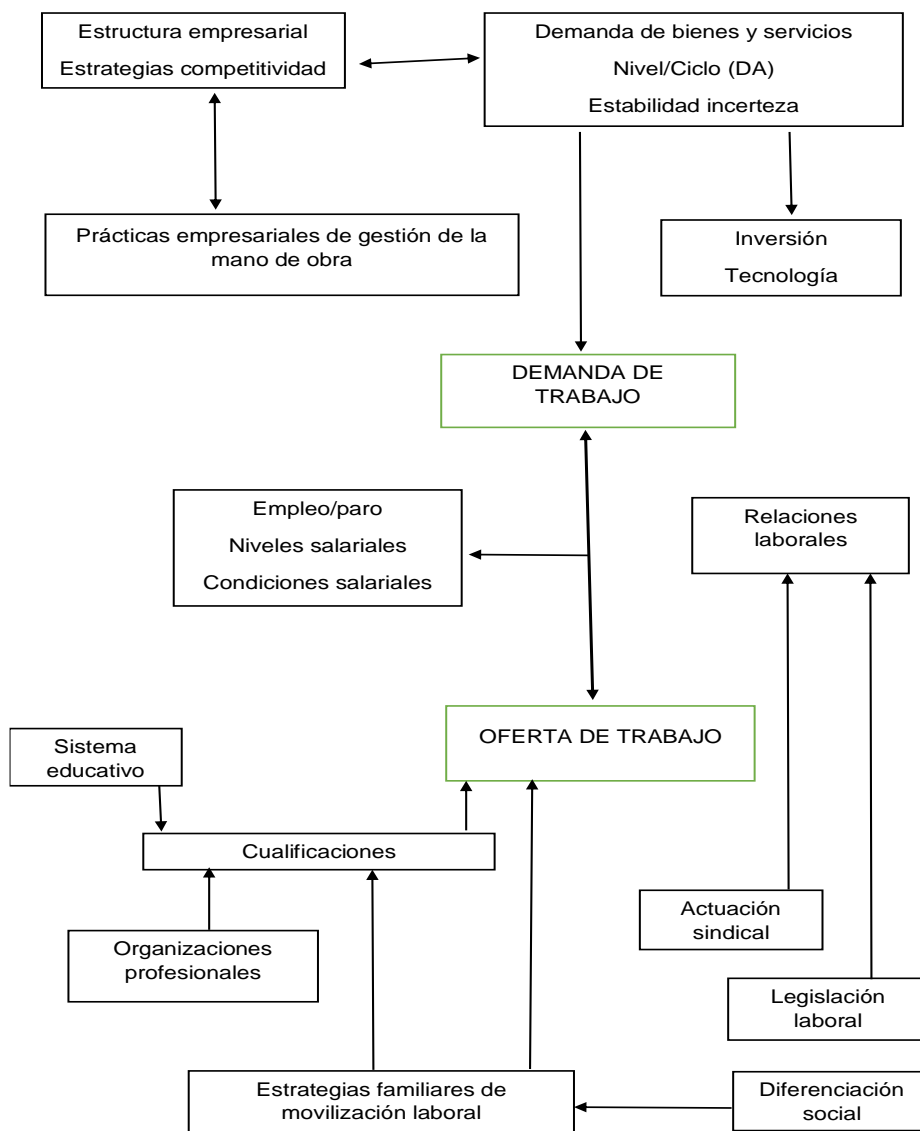 Estructura empresarial
Estrategias competitividad
Demanda de bienes y servicios
Nivel/Ciclo (DA)
Estabilidad incerteza
Prácticas empresariales de gestión de la
mano de obra
Inversión
Tecnología
DEMANDA DE
TRABAJO
Empleo/paro
Niveles salariales
Condiciones salariales
Relaciones
laborales
OFERTA DE TRABAJO
Sistema
educativo
Cualificaciones
Actuación
sindical
Organizaciones
profesionales
Legislación
laboral
Estrategias familiares de
movilización laboral
Diferenciación
social